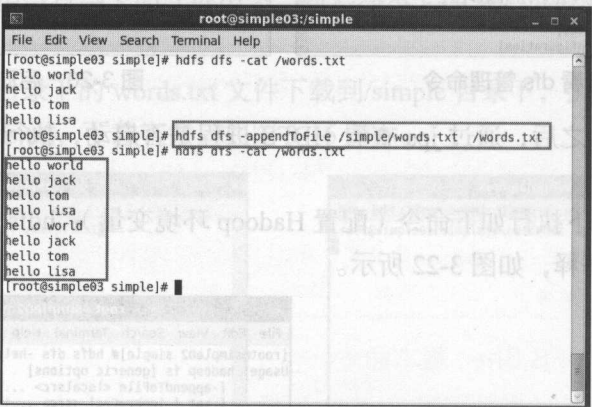 root@simple03:/simple
File Edit View Search Terminal Help
[root@simple03 simple]# hdfs dfs -cat /words.txt
hello world
hello jack
hello tom
hello lisa
[root@simple03 simple]# hdfs dfs -appendToFile /simple/words.txt /words.txt
[root@simple03 simple]# hdfs dfs -cat /words.txt
hello world
hello jack
hello tom
hello lisa
hello world
hello jack
hello tom
hello lisa
[root@simple03 simple]#